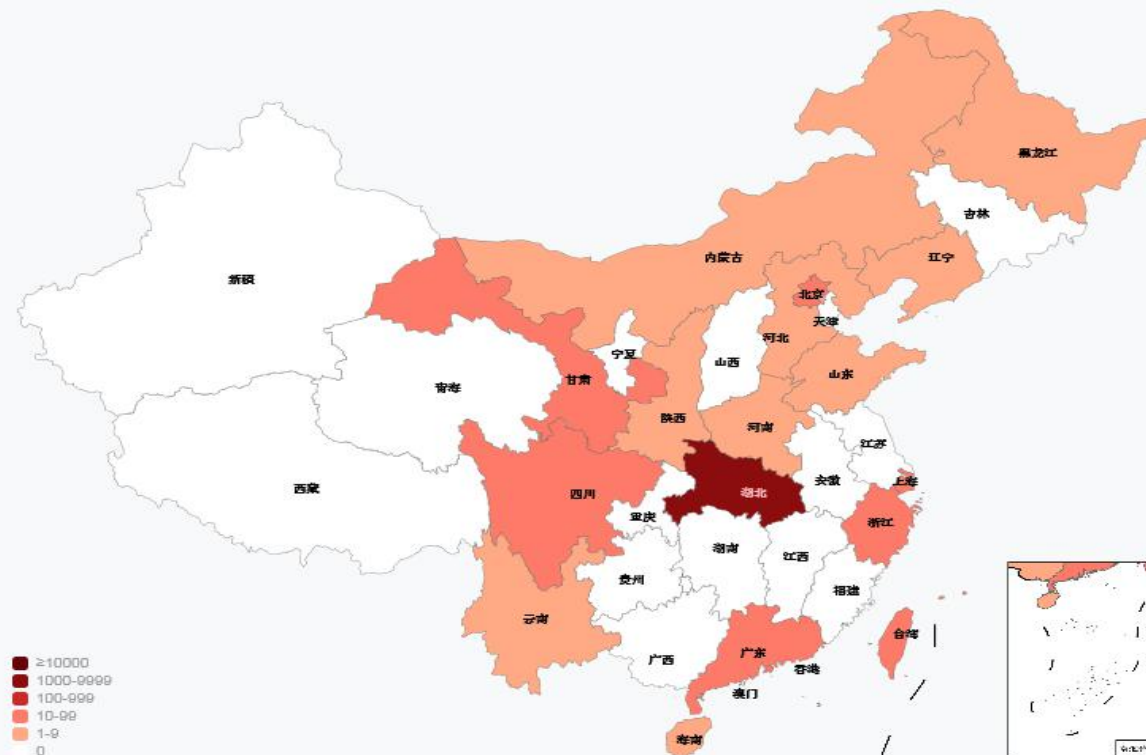 黑龙江
吉林
内蒙古
辽宁
新疆
北京
天津
河北
宁夏
山西
山东
青海
甘肃
陕西
河南
江苏
西藏
四川
湖北
安徽
上海
重庆
浙江
湖南
江西
贵州
福建
云南
台湾
广西
广东
香港
澳门
海南
≥10000
1000-9999
100-999
10-99
1-9
0